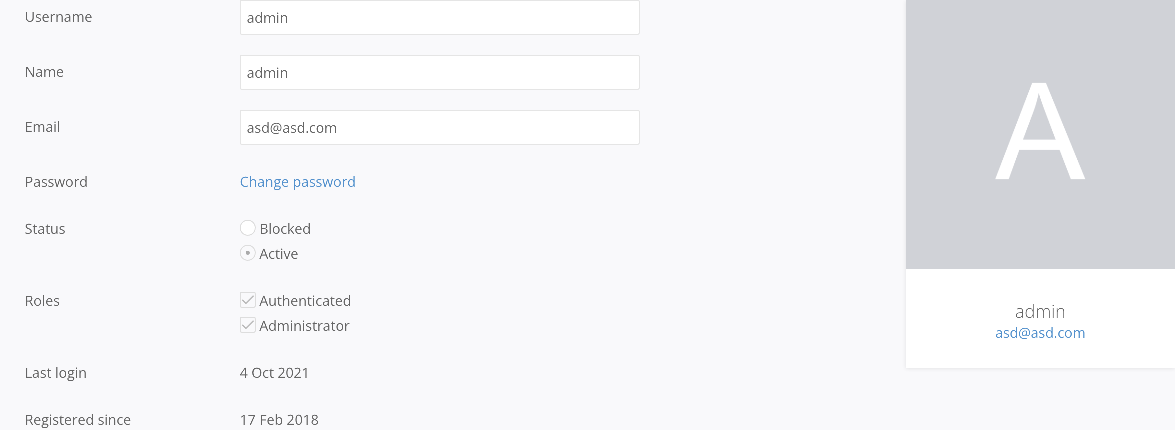 Username
admin
Name
admin
Email
asd@asd.com
Password
Change password
Status
Blocked
Active
Roles
Authenticated
Administrator
Last login
4 Oct 2021
Registered since
17 Feb 2018
A
admin
asd@asd.com